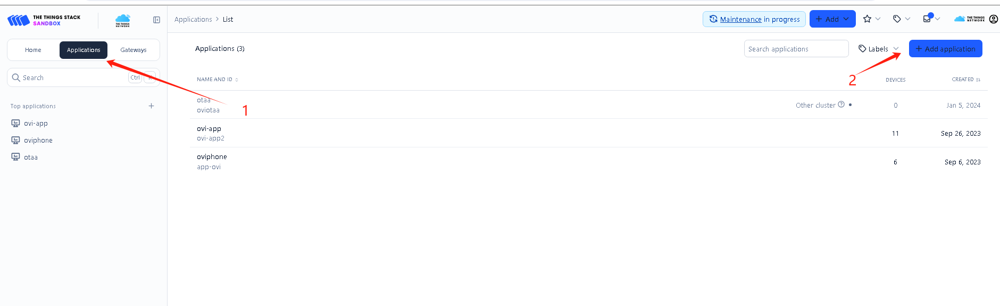 THE THINGS STACK
SANDBOX
THE THINGS
NETWORK
Applications > List
Maintenance in progress
+ Add
THE THINGS
NETWORK
Home
Applications
Gateways
Applications (3)
Search applications
Labels
+ Add application
Search
Ctrl
K
1
2
NAME AND ID
DEVICES
CREATED
Top applications
+
ovi-app
oviphone
otaa
otaa
oviotaa
Other cluster
0
Jan 5, 2024
ovi-app
ovi-app2
11
Sep 26, 2023
oviphone
app-ovi
6
Sep 6, 2023